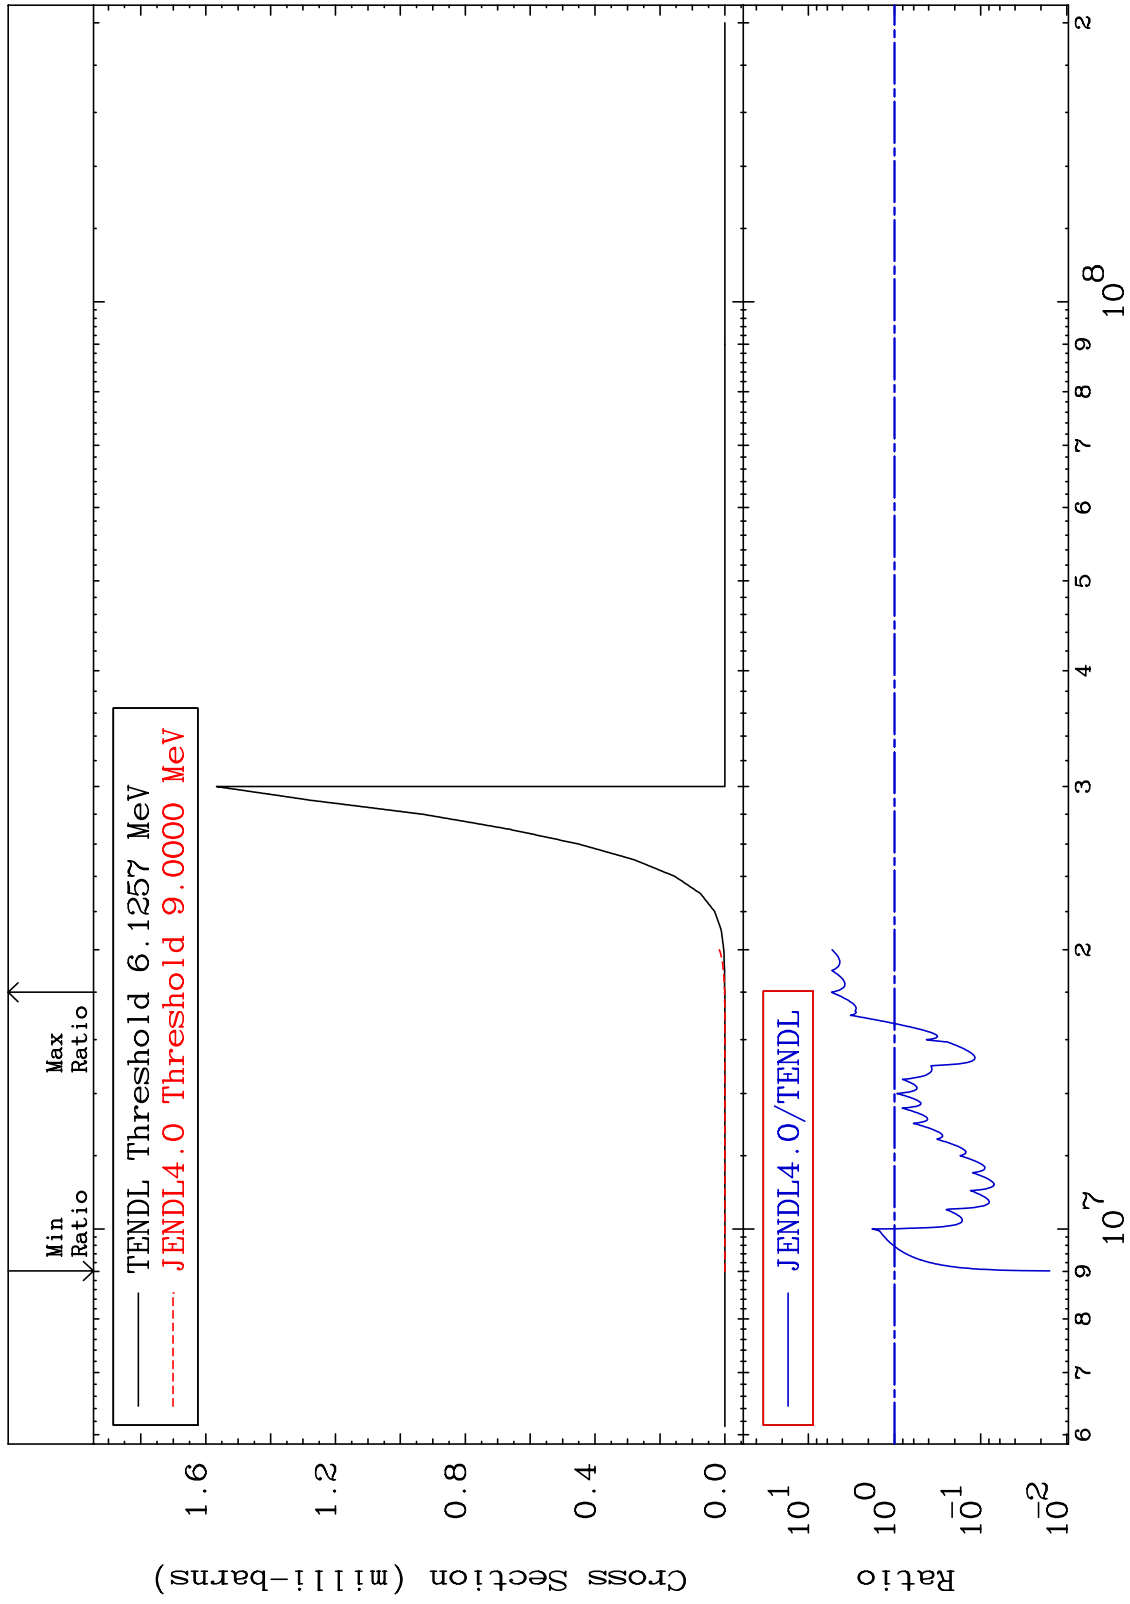 Min
Ratio
Max
Ratio
TENDL Threshold 6.1257 MeV
JENDL4.0 Threshold 9.0000 MeV
Cross Section (milli-barns)
1.6
1.2
0.8
0.4
0.0
JENDL4.0/TENDL
Ratio
10^1
10^0
10^-1
10^-2
6 7 8 9 10^7 2 3 4 5 6 7 8 9 10^8 2